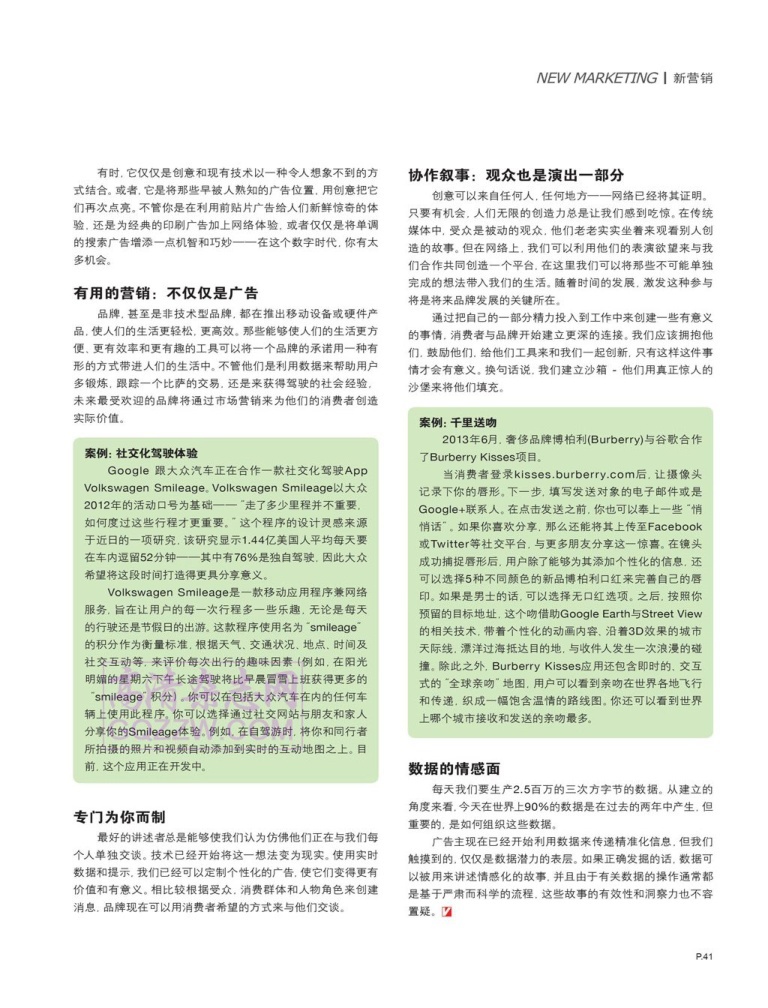 NEW MARKETING | 新营销
有时，它仅仅是创意和现有技术以一种令人想象不到的方
式结合。或者，它是将那些早被人熟知的广告位置，用创意把它
们再次点亮。不管你是在利用前贴片广告给人们新鲜惊奇的体
验，还是为经典的印刷广告加上网络体验，或者仅仅是将单调
的搜索广告增添一点机智和巧妙——在这个数字时代，你有太
多机会。
有用的营销：不仅仅是广告
品牌，甚至是非技术型品牌，都在推出移动设备或硬件产
品，使人们的生活更轻松，更高效。那些能够使人们的生活更方
便，更有效率和更有趣的工具可以将一个品牌的承诺用一种有
形的方式带进人们的生活中。不管他们是利用数据来帮助用户
多锻炼，跟踪一个比萨的交易，还是来获得驾驶的社会经验，
未来最受欢迎的品牌将通过市场营销来为他们的消费者创造
实际价值。
案例：社交化驾驶体验
Google 跟大众汽车正在合作一款社交化驾驶App
Volkswagen Smileage。Volkswagen Smileage以大众
2012年的活动口号为基础——“走了多少里程并不重要，
如何度过这些行程才更重要。”这个程序的设计灵感来源
于近日的一项研究，该研究显示1.44亿美国人平均每天要
在车内逗留52分钟——其中有76%是独自驾驶，因此大众
希望将这段时间打造得更具分享意义。
Volkswagen Smileage是一款移动应用程序兼网络
服务，旨在让用户的每一次行程多一些乐趣，无论是每天
的行驶还是节假日的出游。这款程序使用名为“smileage”
的积分作为衡量标准，根据天气、交通状况、地点、时间及
社交互动等，来评价每次出行的趣味因素（例如，在阳光
明媚的星期六下午长途驾驶将比早晨冒雪上班获得更多的
“smileage”积分）。你可以在包括大众汽车在内的任何车
辆上使用此程序。你可以选择通过社交网站与朋友和家人
分享你的Smileage体验。例如，在自驾游时，将你和同行者
所拍摄的照片和视频自动添加到实时的互动地图之上。目
前，这个应用正在开发中。
专门为你而制
最好的讲述者总是能够使我们认为仿佛他们正在与我们每
个人单独交谈。技术已经开始将这一想法变为现实。使用实时
数据和提示，我们已经可以定制个性化的广告，使它们变得更有
价值和有意义。相比较根据受众，消费群体和人物角色来创建
消息，品牌现在可以用消费者希望的方式来与他们交谈。
协作叙事：观众也是演出一部分
创意可以来自任何人，任何地方——网络已经将其证明。
只要有机会，人们无限的创造力总是让我们感到吃惊。在传统
媒体中，受众是被动的观众，他们老老实实坐着来观看别人创
造的故事。但在网络上，我们可以利用他们的表演欲望来与我
们合作共同创造一个平台，在这里我们可以将那些不可能单独
完成的想法带入我们的生活。随着时间的发展，激发这种参与
将是将来品牌发展的关键所在。
通过把自己的一部分精力投入到工作中来创建一些有意义
的事情，消费者与品牌开始建立更深的连接。我们应该拥抱他
们，鼓励他们，给他们工具来和我们一起创新，只有这样这件事
情才会有意义。换句话说，我们建立沙箱 - 他们用真正惊人的
沙堡来将他们填充。
案例：千里送吻
2013年6月，奢侈品牌博柏利(Burberry)与谷歌合作
了Burberry Kisses项目。
当消费者登录kisses.burberry.com后，让摄像头
记录下你的唇形。下一步，填写发送对象的电子邮件或是
Google+联系人。在点击发送之前，你也可以奉上一些“悄
悄话”。如果你喜欢分享，那么还能将其上传至Facebook
或Twitter等社交平台，与更多朋友分享这一惊喜。在镜头
成功捕捉唇形后，用户除了能够为其添加个性化的信息，还
可以选择5种不同颜色的新品博柏利口红来完善自己的唇
印。如果是男士的话，可以选择无口红选项。之后，按照你
预留的目标地址，这个吻借助Google Earth与Street View
的相关技术，带着个性化的动画内容，沿着3D效果的城市
天际线，漂洋过海抵达目的地，与收件人发生一次浪漫的碰
撞。除此之外，Burberry Kisses应用还包含即时的、交互
式的“全球亲吻”地图，用户可以看到亲吻在世界各地飞行
和传递，织成一幅饱含温情的路线图。你还可以看到世界
上哪个城市接收和发送的亲吻最多。
数据的情感面
每天我们要生产2.5百万的三次方字节的数据。从建立的
角度来看，今天在世界上90%的数据是在过去的两年中产生，但
重要的，是如何组织这些数据。
广告主现在已经开始利用数据来传递精准化信息，但我们
触摸到的，仅仅是数据潜力的表层。如果正确发掘的话，数据可
以被用来讲述情感化的故事，并且由于有关数据的操作通常都
是基于严肃而科学的流程，这些故事的有效性和洞察力也不容
置疑。
P.41